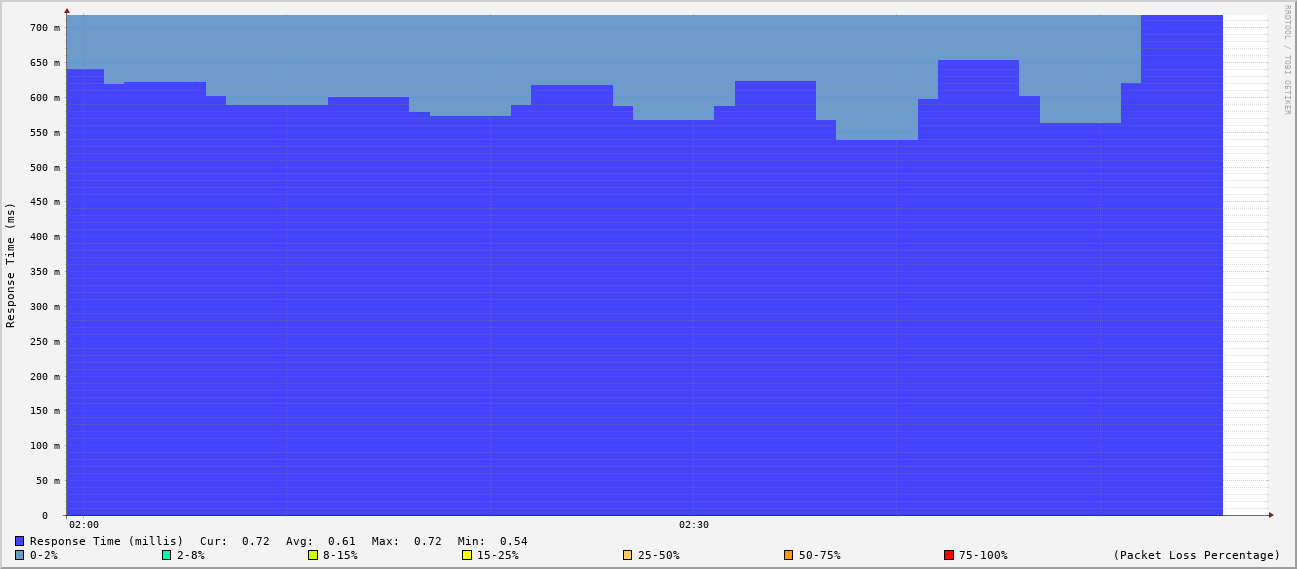 RRDTOOL / TOBI OETIKER
Response Time (ms)
700 m
650 m
600 m
550 m
500 m
450 m
400 m
350 m
300 m
250 m
200 m
150 m
100 m
50 m
0
02:00 02:30
Response Time (millis) Cur: 0.72 Avg: 0.61 Max: 0.72 Min: 0.54
0-2% 2-8% 8-15% 15-25% 25-50% 50-75% 75-100% (Packet Loss Percentage)